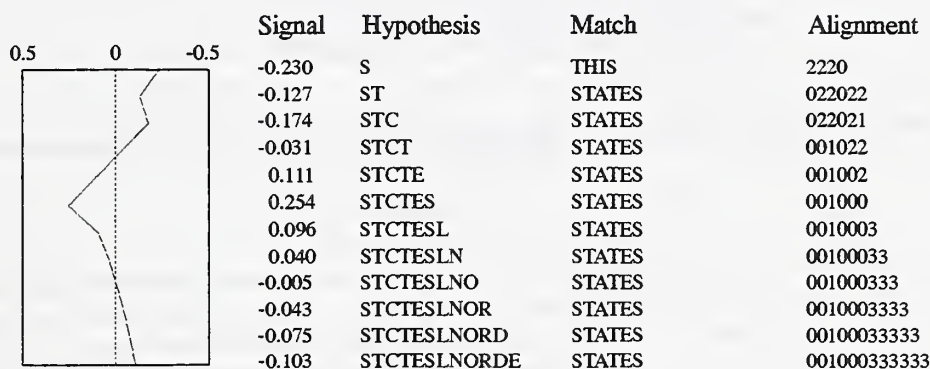 Signal Hypothesis Match Alignment
0.5 0 -0.5
-0.230 S THIS 2220
-0.127 ST STATES 022022
-0.174 STC STATES 022021
-0.031 STCT STATES 001022
0.111 STCTE STATES 001002
0.254 STCTES STATES 001000
0.096 STCTESL STATES 0010003
0.040 STCTESLN STATES 00100033
-0.005 STCTESLNO STATES 001000333
-0.043 STCTESLNOR STATES 0010003333
-0.075 STCTESLNORD STATES 00100033333
-0.103 STCTESLNORDE STATES 001000333333